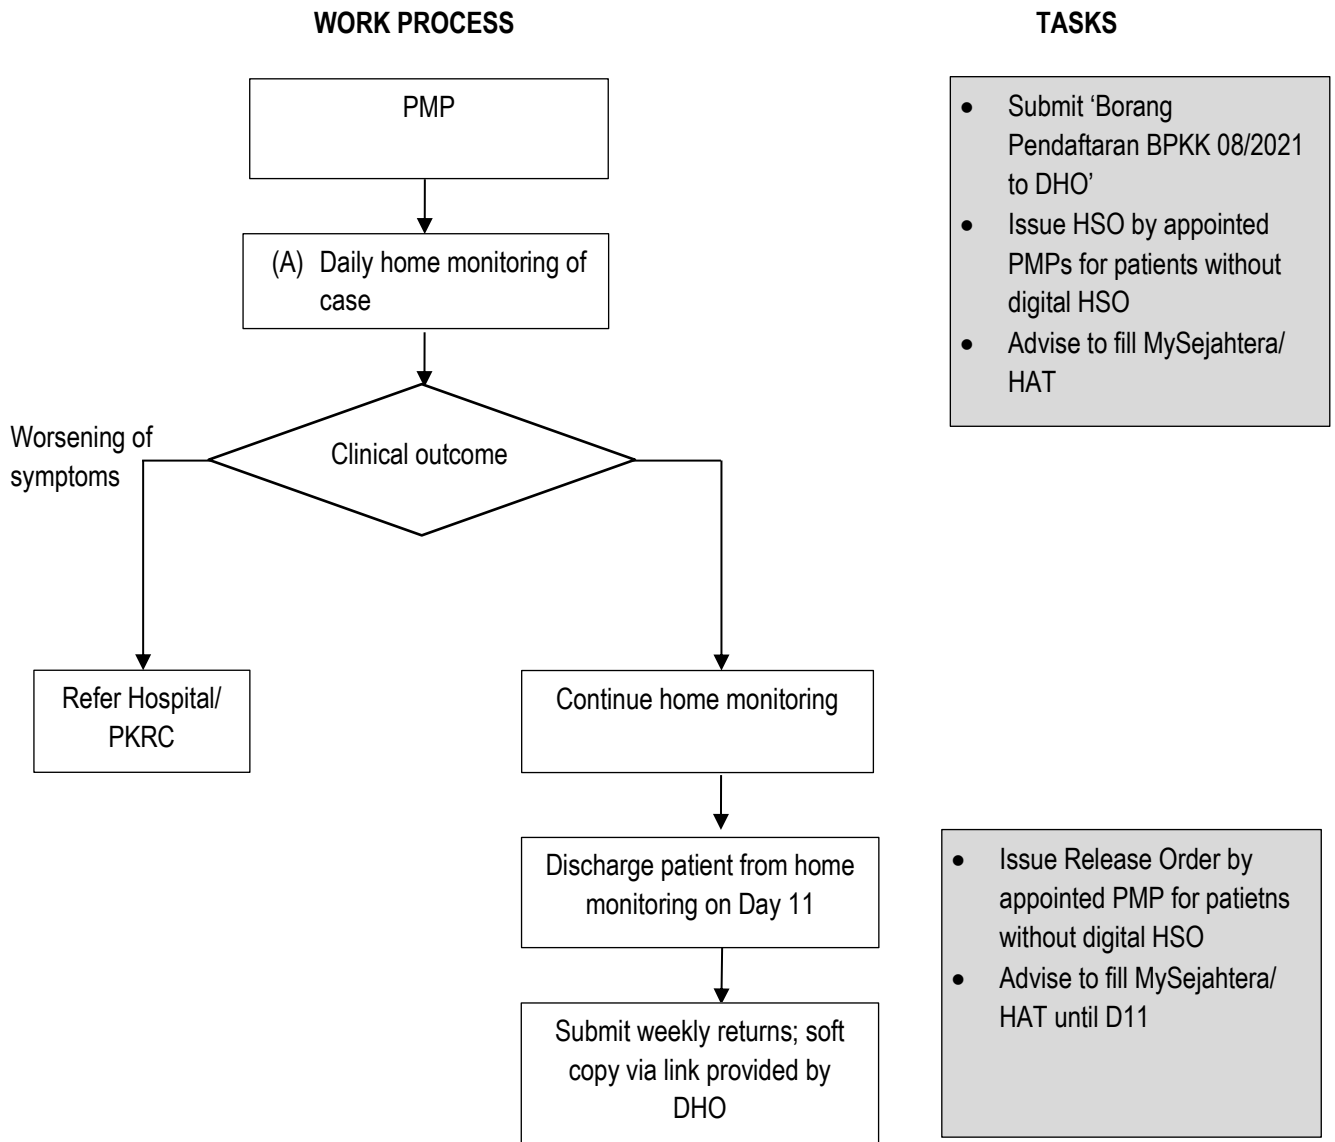 WORK PROCESS
TASKS
PMP
(A) Daily home monitoring of
case
Clinical outcome
Worsening of
symptoms
Refer Hospital/
PKRC
Continue home monitoring
Discharge patient from home
monitoring on Day 11
Submit weekly returns; soft
copy via link provided by
DHO
• Submit ‘Borang
Pendaftaran BPKK 08/2021
to DHO’
• Issue HSO by appointed
PMPs for patients without
digital HSO
• Advise to fill MySejahtera/
HAT
• Issue Release Order by
appointed PMP for patietns
without digital HSO
• Advise to fill MySejahtera/
HAT until D11